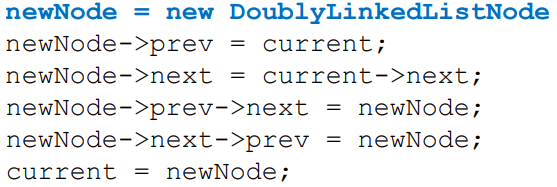 newNode = new DoublyLinkedListNode
newNode->prev = current;
newNode->next = current->next;
newNode->prev->next = newNode;
newNode->next->prev = newNode;
current = newNode;